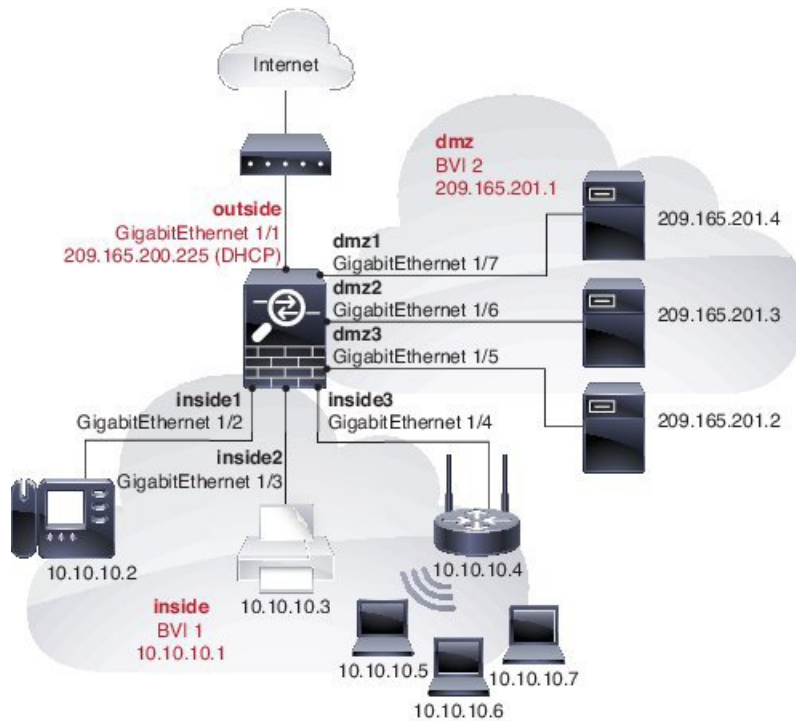 Internet
outside
GigabitEthernet 1/1
209.165.200.225 (DHCP)
dmz
BVI 2
209.165.201.1
dmz1
GigabitEthernet 1/7
209.165.201.4
dmz2
GigabitEthernet 1/6
209.165.201.3
dmz3
GigabitEthernet 1/5
209.165.201.2
inside1
GigabitEthernet 1/2
inside2
GigabitEthernet 1/3
inside3
GigabitEthernet 1/4
10.10.10.2
10.10.10.3
10.10.10.4
inside
BVI 1
10.10.10.1
10.10.10.5
10.10.10.6
10.10.10.7